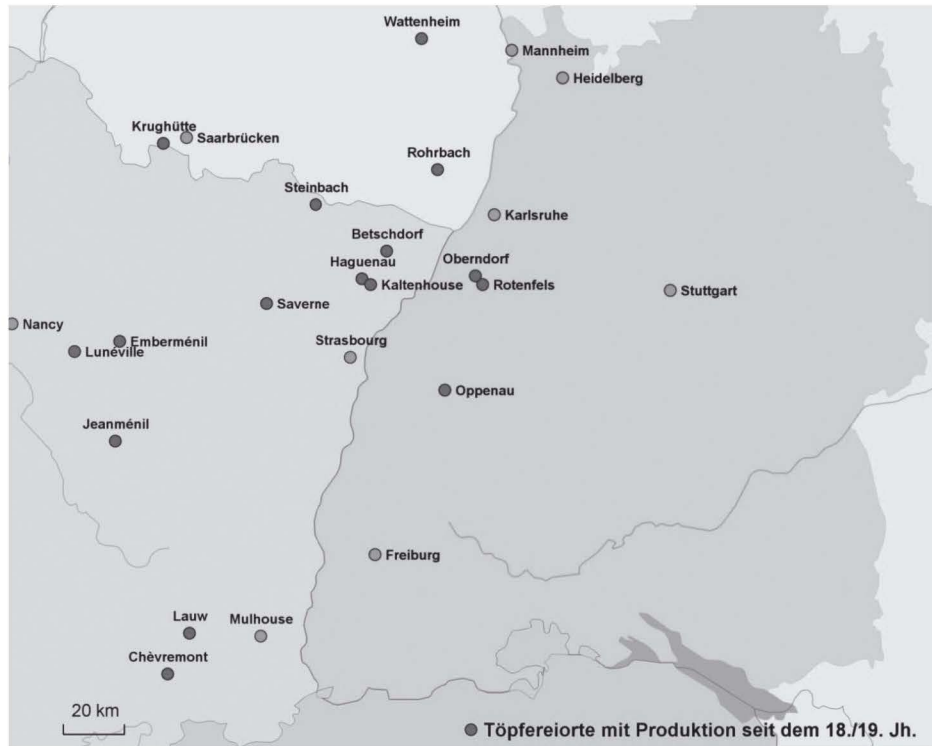 Wattenheim
Mannheim
Heidelberg
Krughütte
Saarbrücken
Rohrbach
Steinbach
Karlsruhe
Betschdorf
Haguenau
Oberndorf
Kaltenhouse
Rotenfels
Stuttgart
Saverne
Nancy
Emberménil
Strasbourg
Lunéville
Oppenau
Jeanménil
Freiburg
Lauw
Mulhouse
Chèvremont
20 km
Töpfereiorte mit Produktion seit dem 18./19. Jh.